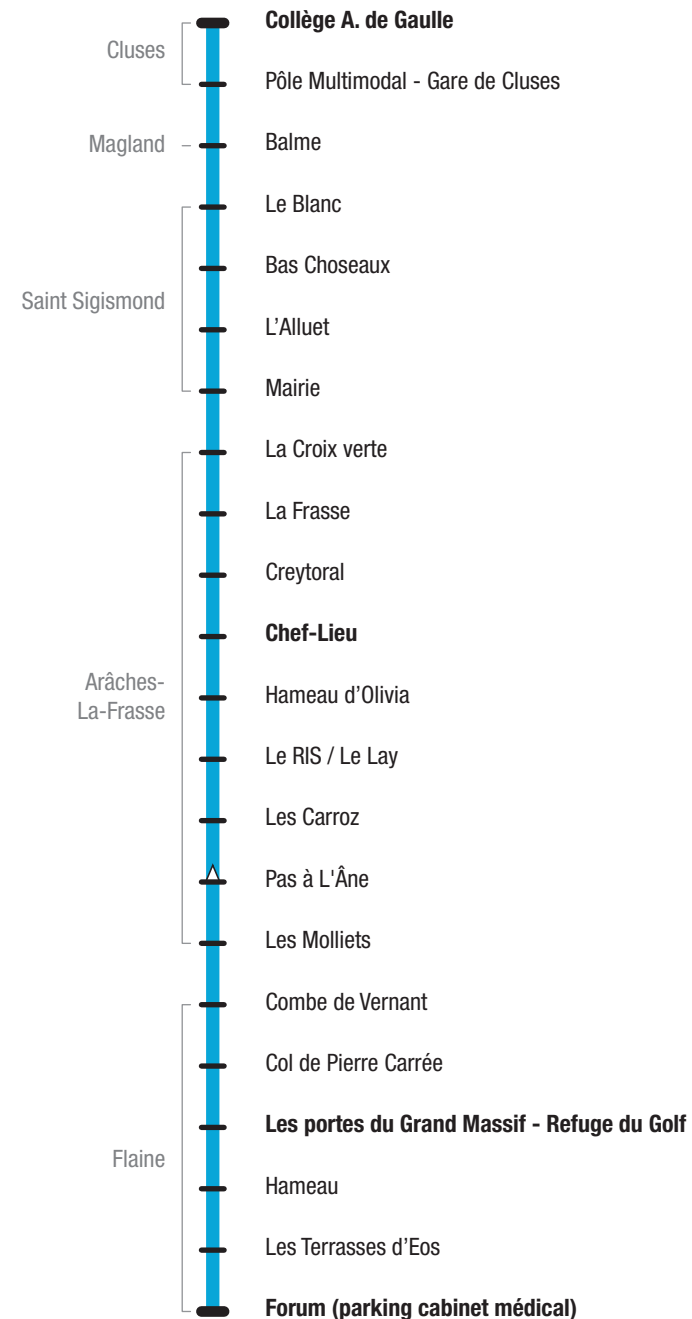 Collège A. de Gaulle
Cluses
Pôle Multimodal - Gare de Cluses
Magland
Balme
Le Blanc
Bas Choseaux
Saint Sigismond
L’Alluet
Mairie
La Croix verte
La Frasse
Creytoral
Chef-Lieu
Arâches-
La-Frasse
Hameau d’Olivia
Le RIS / Le Lay
Les Carroz
Pas à L'Âne
Les Molliets
Combe de Vernant
Col de Pierre Carrée
Les portes du Grand Massif - Refuge du Golf
Flaine
Hameau
Les Terrasses d’Eos
Forum (parking cabinet médical)